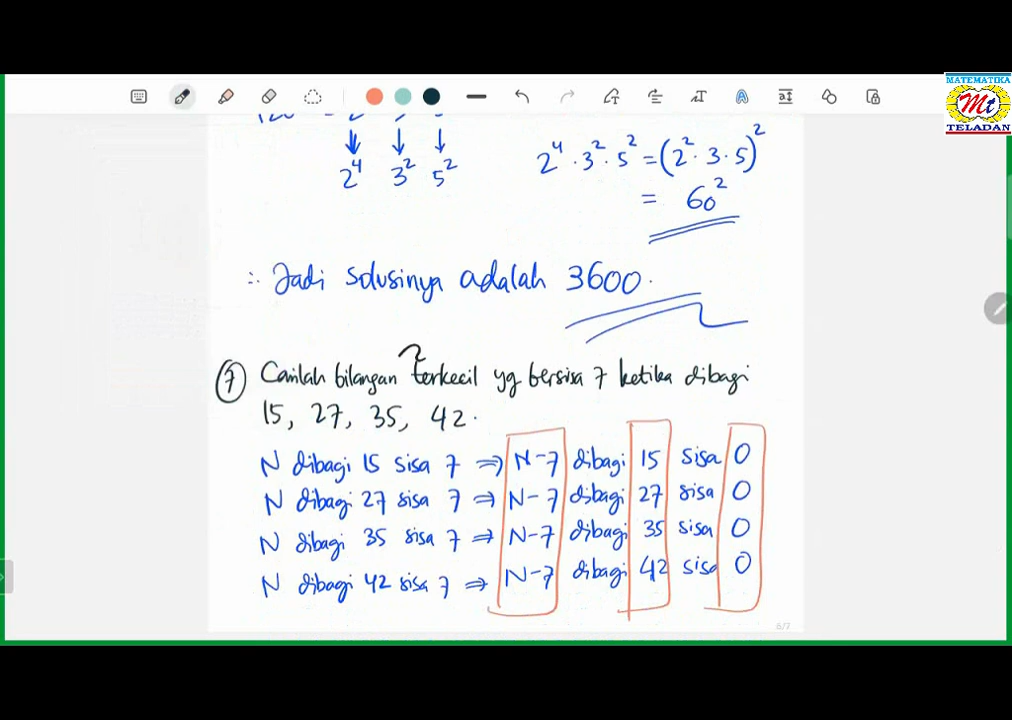 MATEMATIKA
Mt
TELADAN
2⁴ 3² 5²
2⁴ · 3² · 5² = (2² · 3 · 5)²
= 60²
∴ Jadi solusinya adalah 3600.
7 Carilah bilangan terkecil yg bersisa 7 ketika dibagi
15, 27, 35, 42.
N dibagi 15 sisa 7 ⇒ N-7 dibagi 15 sisa 0
N dibagi 27 sisa 7 ⇒ N-7 dibagi 27 sisa 0
N dibagi 35 sisa 7 ⇒ N-7 dibagi 35 sisa 0
N dibagi 42 sisa 7 ⇒ N-7 dibagi 42 sisa 0
6/7